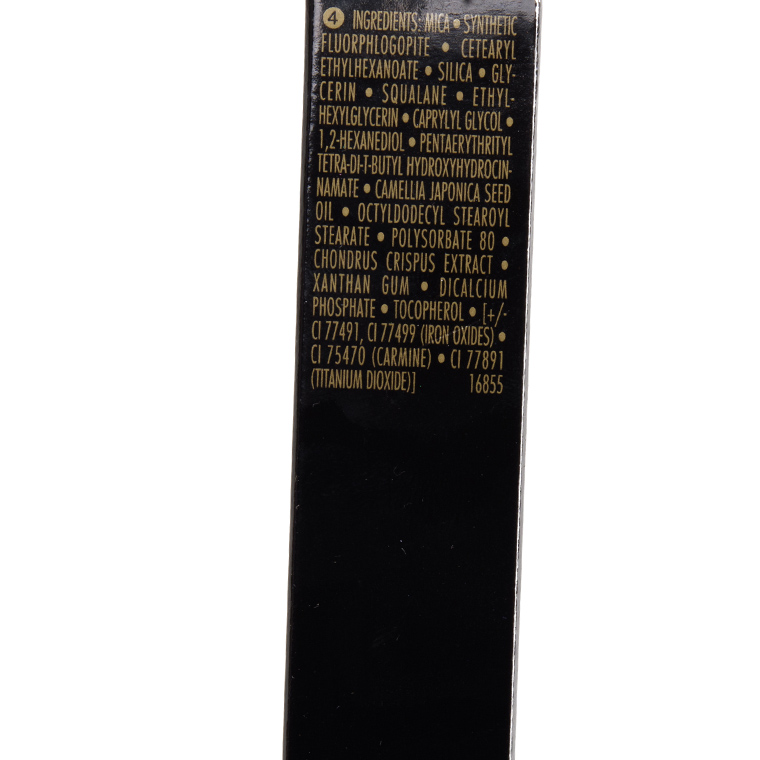 4 INGREDIENTS: MICA • SYNTHETIC
FLUORPHLOGOPITE • CETEARYL
ETHYLHEXANOATE • SILICA • GLY-
CERIN • SQUALANE • ETHYL-
HEXYLGLYCERIN • CAPRYLYL GLYCOL •
1,2-HEXANEDIOL • PENTAERYTHRITYL
TETRA-DI-T-BUTYL HYDROXYHYDROCIN-
NAMATE • CAMELLIA JAPONICA SEED
OIL • OCTYLDODECYL STEAROYL
STEARATE • POLYSORBATE 80 •
CHONDRUS CRISPUS EXTRACT •
XANTHAN GUM • DICALCIUM
PHOSPHATE • TOCOPHEROL • [+/-
CI 77491, CI 77499 (IRON OXIDES) •
CI 75470 (CARMINE) • CI 77891
(TITANIUM DIOXIDE)] 16855